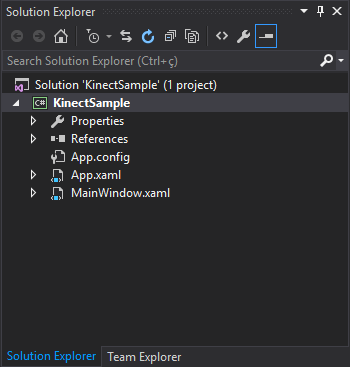 Solution Explorer
Search Solution Explorer (Ctrl+ç)
Solution 'KinectSample' (1 project)
C# KinectSample
Properties
References
App.config
App.xaml
MainWindow.xaml
Solution Explorer Team Explorer